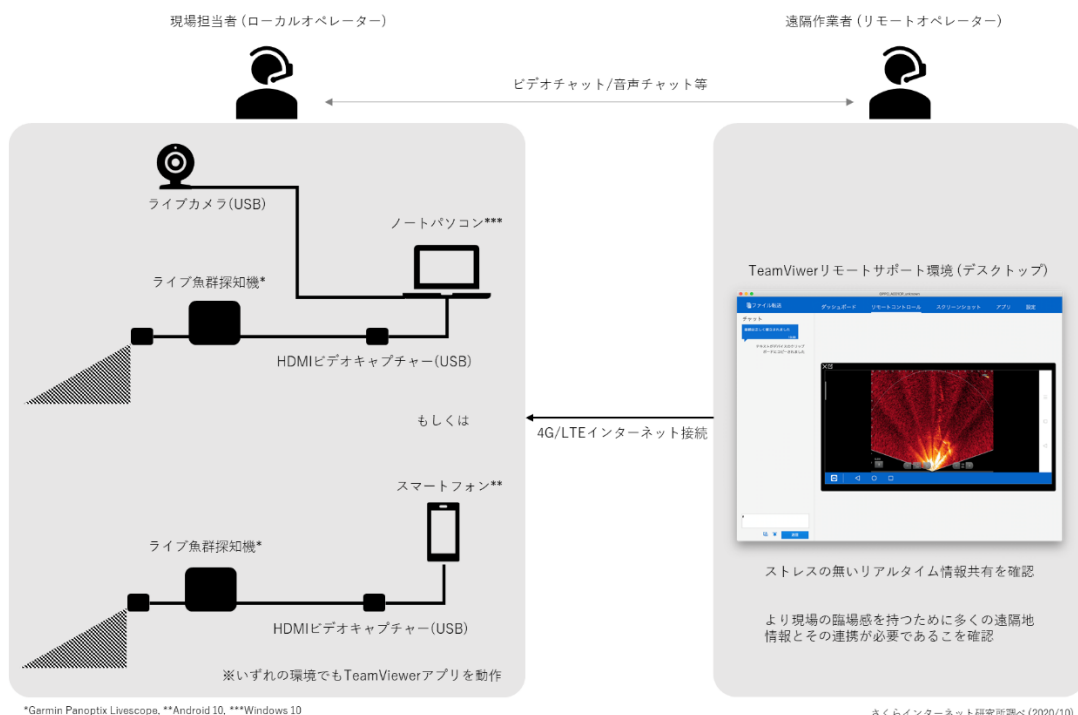 現場担当者 (ローカルオペレーター)
遠隔作業者 (リモートオペレーター)
ビデオチャット/音声チャット等
ライブカメラ(USB)
ノートパソコン***
ライブ魚群探知機*
HDMIビデオキャプチャー(USB)
もしくは
スマートフォン**
ライブ魚群探知機*
HDMIビデオキャプチャー(USB)
※いずれの環境でもTeamViewerアプリを動作
4G/LTEインターネット接続
TeamViwerリモートサポート環境 (デスクトップ)
ファイル転送
ダッシュボード
リモートコントロール
スクリーンショット
アプリ
設定
チャット
ストレスの無いリアルタイム情報共有を確認
より現場の臨場感を持つために多くの遠隔地
情報とその連携が必要であるこを確認
*Garmin Panoptix Livescope, **Android 10, ***Windows 10
さくらインターネット研究所調べ (2020/10)